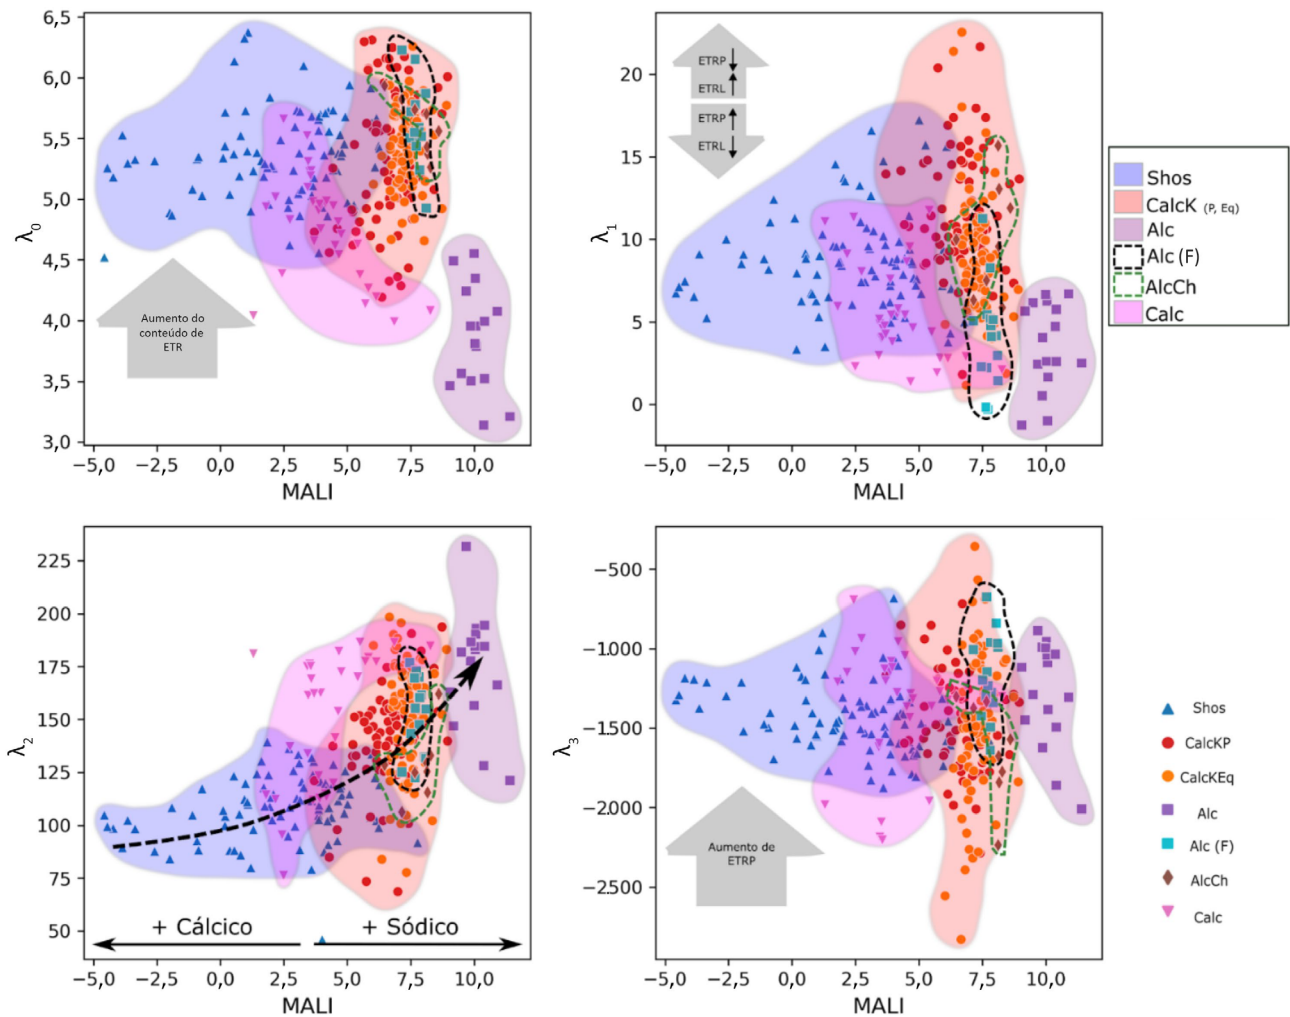 6,5
6,0
5,5
5,0
4,5
4,0
3,5
3,0
λ0
Aumento do
conteúdo de
ETR
−5,0 −2,5 0,0 2,5 5,0 7,5 10,0
MALI
20
15
10
5
0
λ1
ETRP
ETRL
ETRP
ETRL
−5,0 −2,5 0,0 2,5 5,0 7,5 10,0
MALI
Shos
CalcK (P, Eq)
Alc
Alc (F)
AlcCh
Calc
225
200
175
150
125
100
75
50
λ2
+ Cálcico
+ Sódico
−5,0 −2,5 0,0 2,5 5,0 7,5 10,0
MALI
−500
−1000
−1.500
−2.000
−2.500
λ3
Aumento de
ETRP
−5,0 −2,5 0,0 2,5 5,0 7,5 10,0
MALI
Shos
CalcKP
CalcKEq
Alc
Alc (F)
AlcCh
Calc